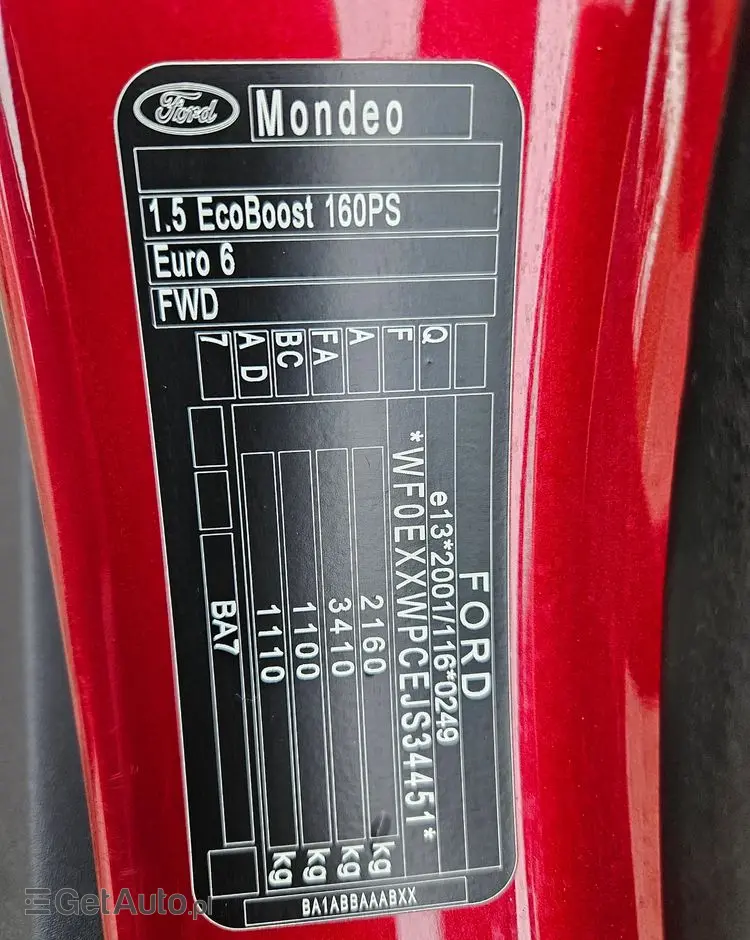 Ford
Mondeo
1.5 EcoBoost 160PS
Euro 6
FWD
Q
F
A
FA
BC
A D
7
FORD
e13*2001/116*0249
*WF0EXXWPCEJS34451*
2160 kg
3410 kg
1100 kg
1110 kg
BA7
BA1ABBAAABXX
GetAuto.pl